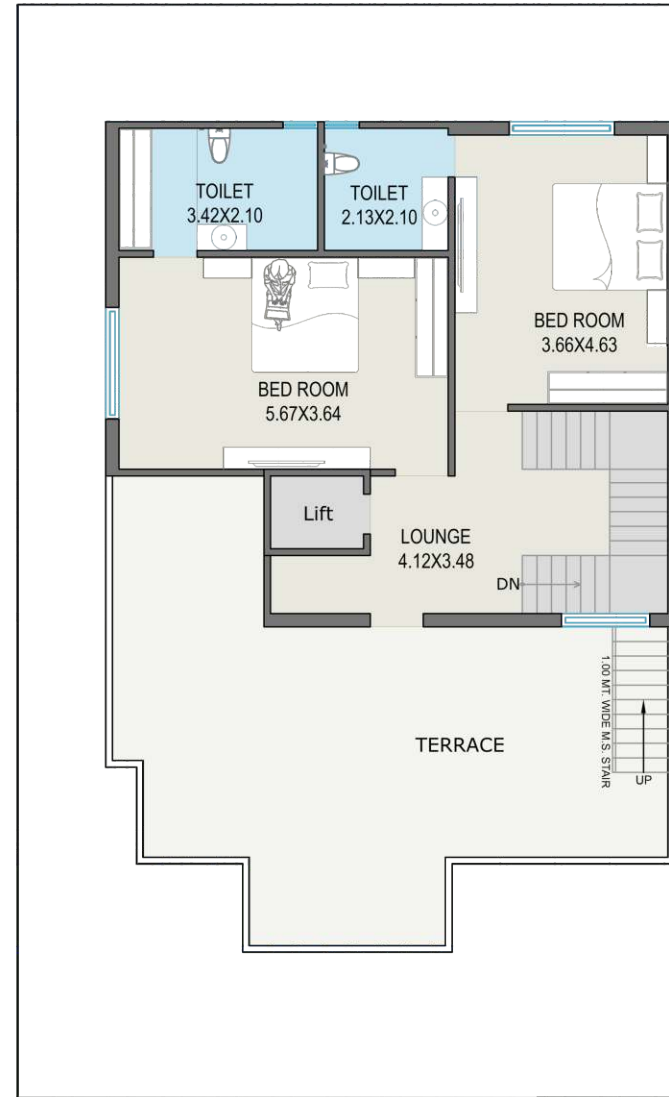 TOILET
3.42X2.10
TOILET
2.13X2.10
BED ROOM
3.66X4.63
BED ROOM
5.67X3.64
Lift
LOUNGE
4.12X3.48
DN
1.00 MT. WIDE M.S. STAIR
UP
TERRACE